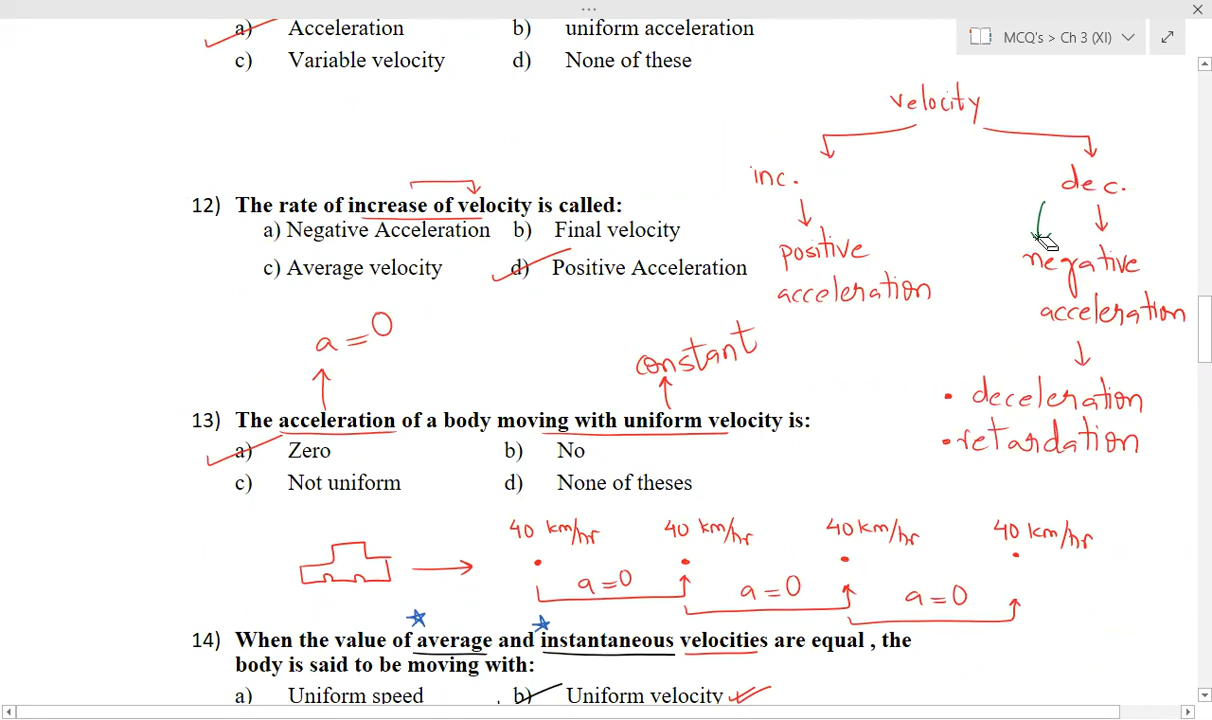 MCQ's > Ch 3 (XI)
a) Acceleration b) uniform acceleration
c) Variable velocity d) None of these
velocity
inc. dec.
positive acceleration
negative acceleration
• deceleration
• retardation
12) The rate of increase of velocity is called:
a) Negative Acceleration b) Final velocity
c) Average velocity d) Positive Acceleration
a = 0
constant
13) The acceleration of a body moving with uniform velocity is:
a) Zero b) No
c) Not uniform d) None of theses
40 km/hr 40 km/hr 40 km/hr 40 km/hr
a = 0 a = 0 a = 0
14) When the value of average and instantaneous velocities are equal , the
body is said to be moving with:
a) Uniform speed b) Uniform velocity